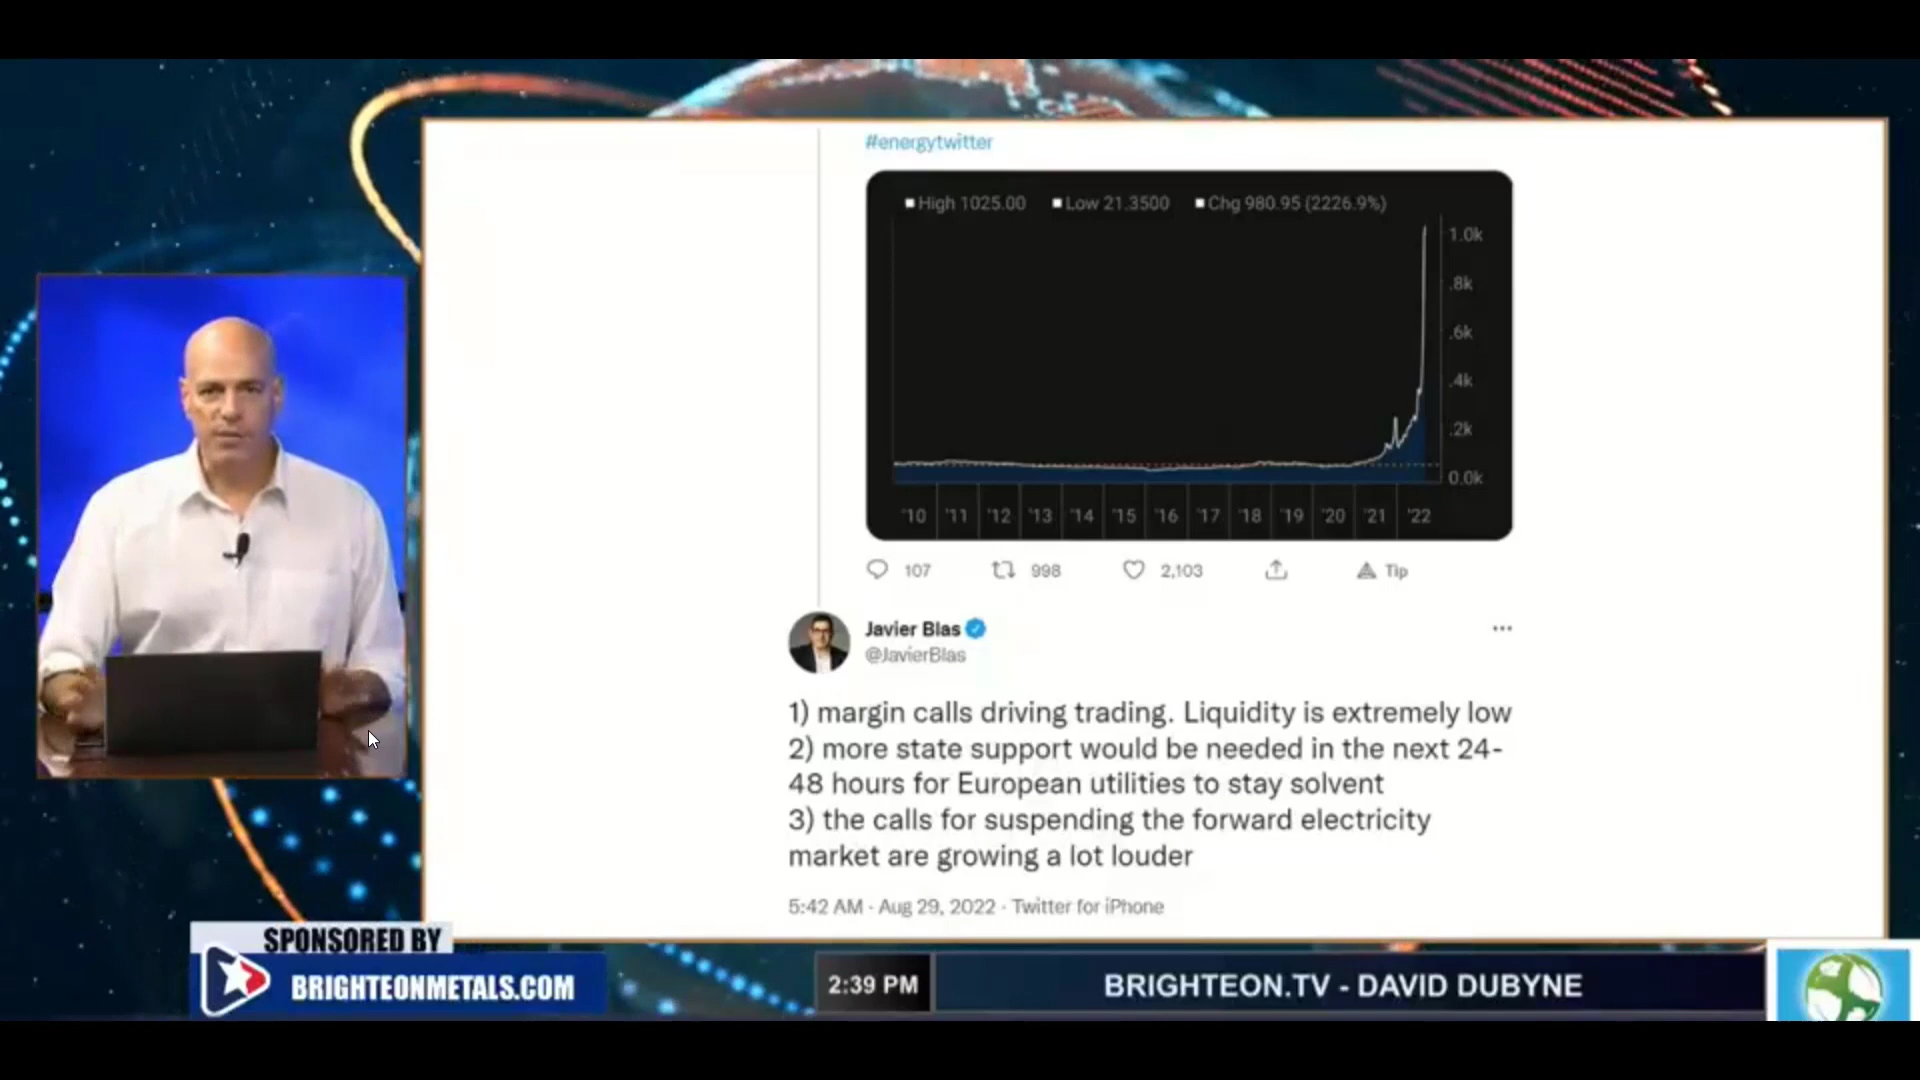 #energytwitter
High 1025.00 Low 21.3500 Chg 980.95 (2226.9%)
1.0k
.8k
.6k
.4k
.2k
0.0k
'10 '11 '12 '13 '14 '15 '16 '17 '18 '19 '20 '21 '22
107 998 2,103 Tip
Javier Blas
@JavierBlas
1) margin calls driving trading. Liquidity is extremely low
2) more state support would be needed in the next 24-
48 hours for European utilities to stay solvent
3) the calls for suspending the forward electricity
market are growing a lot louder
5:42 AM · Aug 29, 2022 · Twitter for iPhone
SPONSORED BY
BRIGHTEONMETALS.COM
2:39 PM
BRIGHTEON.TV - DAVID DUBYNE